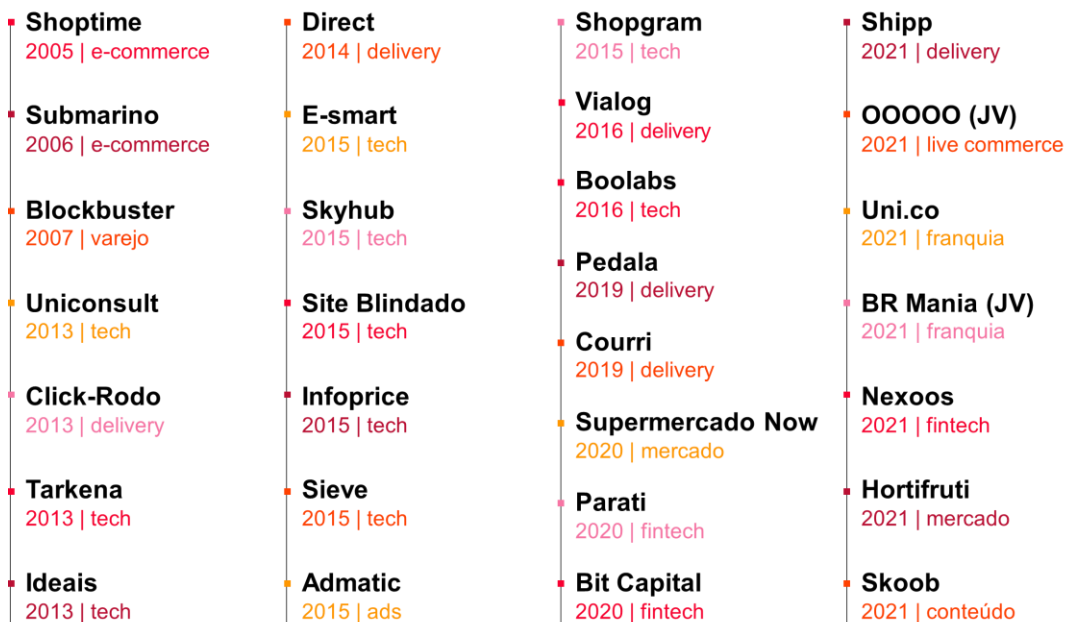 Shoptime
2005 | e-commerce
Submarino
2006 | e-commerce
Blockbuster
2007 | varejo
Uniconsult
2013 | tech
Click-Rodo
2013 | delivery
Tarkena
2013 | tech
Ideais
2013 | tech
Direct
2014 | delivery
E-smart
2015 | tech
Skyhub
2015 | tech
Site Blindado
2015 | tech
Infoprice
2015 | tech
Sieve
2015 | tech
Admatic
2015 | ads
Shopgram
2015 | tech
Vialog
2016 | delivery
Boolabs
2016 | tech
Pedala
2019 | delivery
Courri
2019 | delivery
Supermercado Now
2020 | mercado
Parati
2020 | fintech
Bit Capital
2020 | fintech
Shipp
2021 | delivery
OOOOO (JV)
2021 | live commerce
Uni.co
2021 | franquia
BR Mania (JV)
2021 | franquia
Nexoos
2021 | fintech
Hortifruti
2021 | mercado
Skoob
2021 | conteúdo